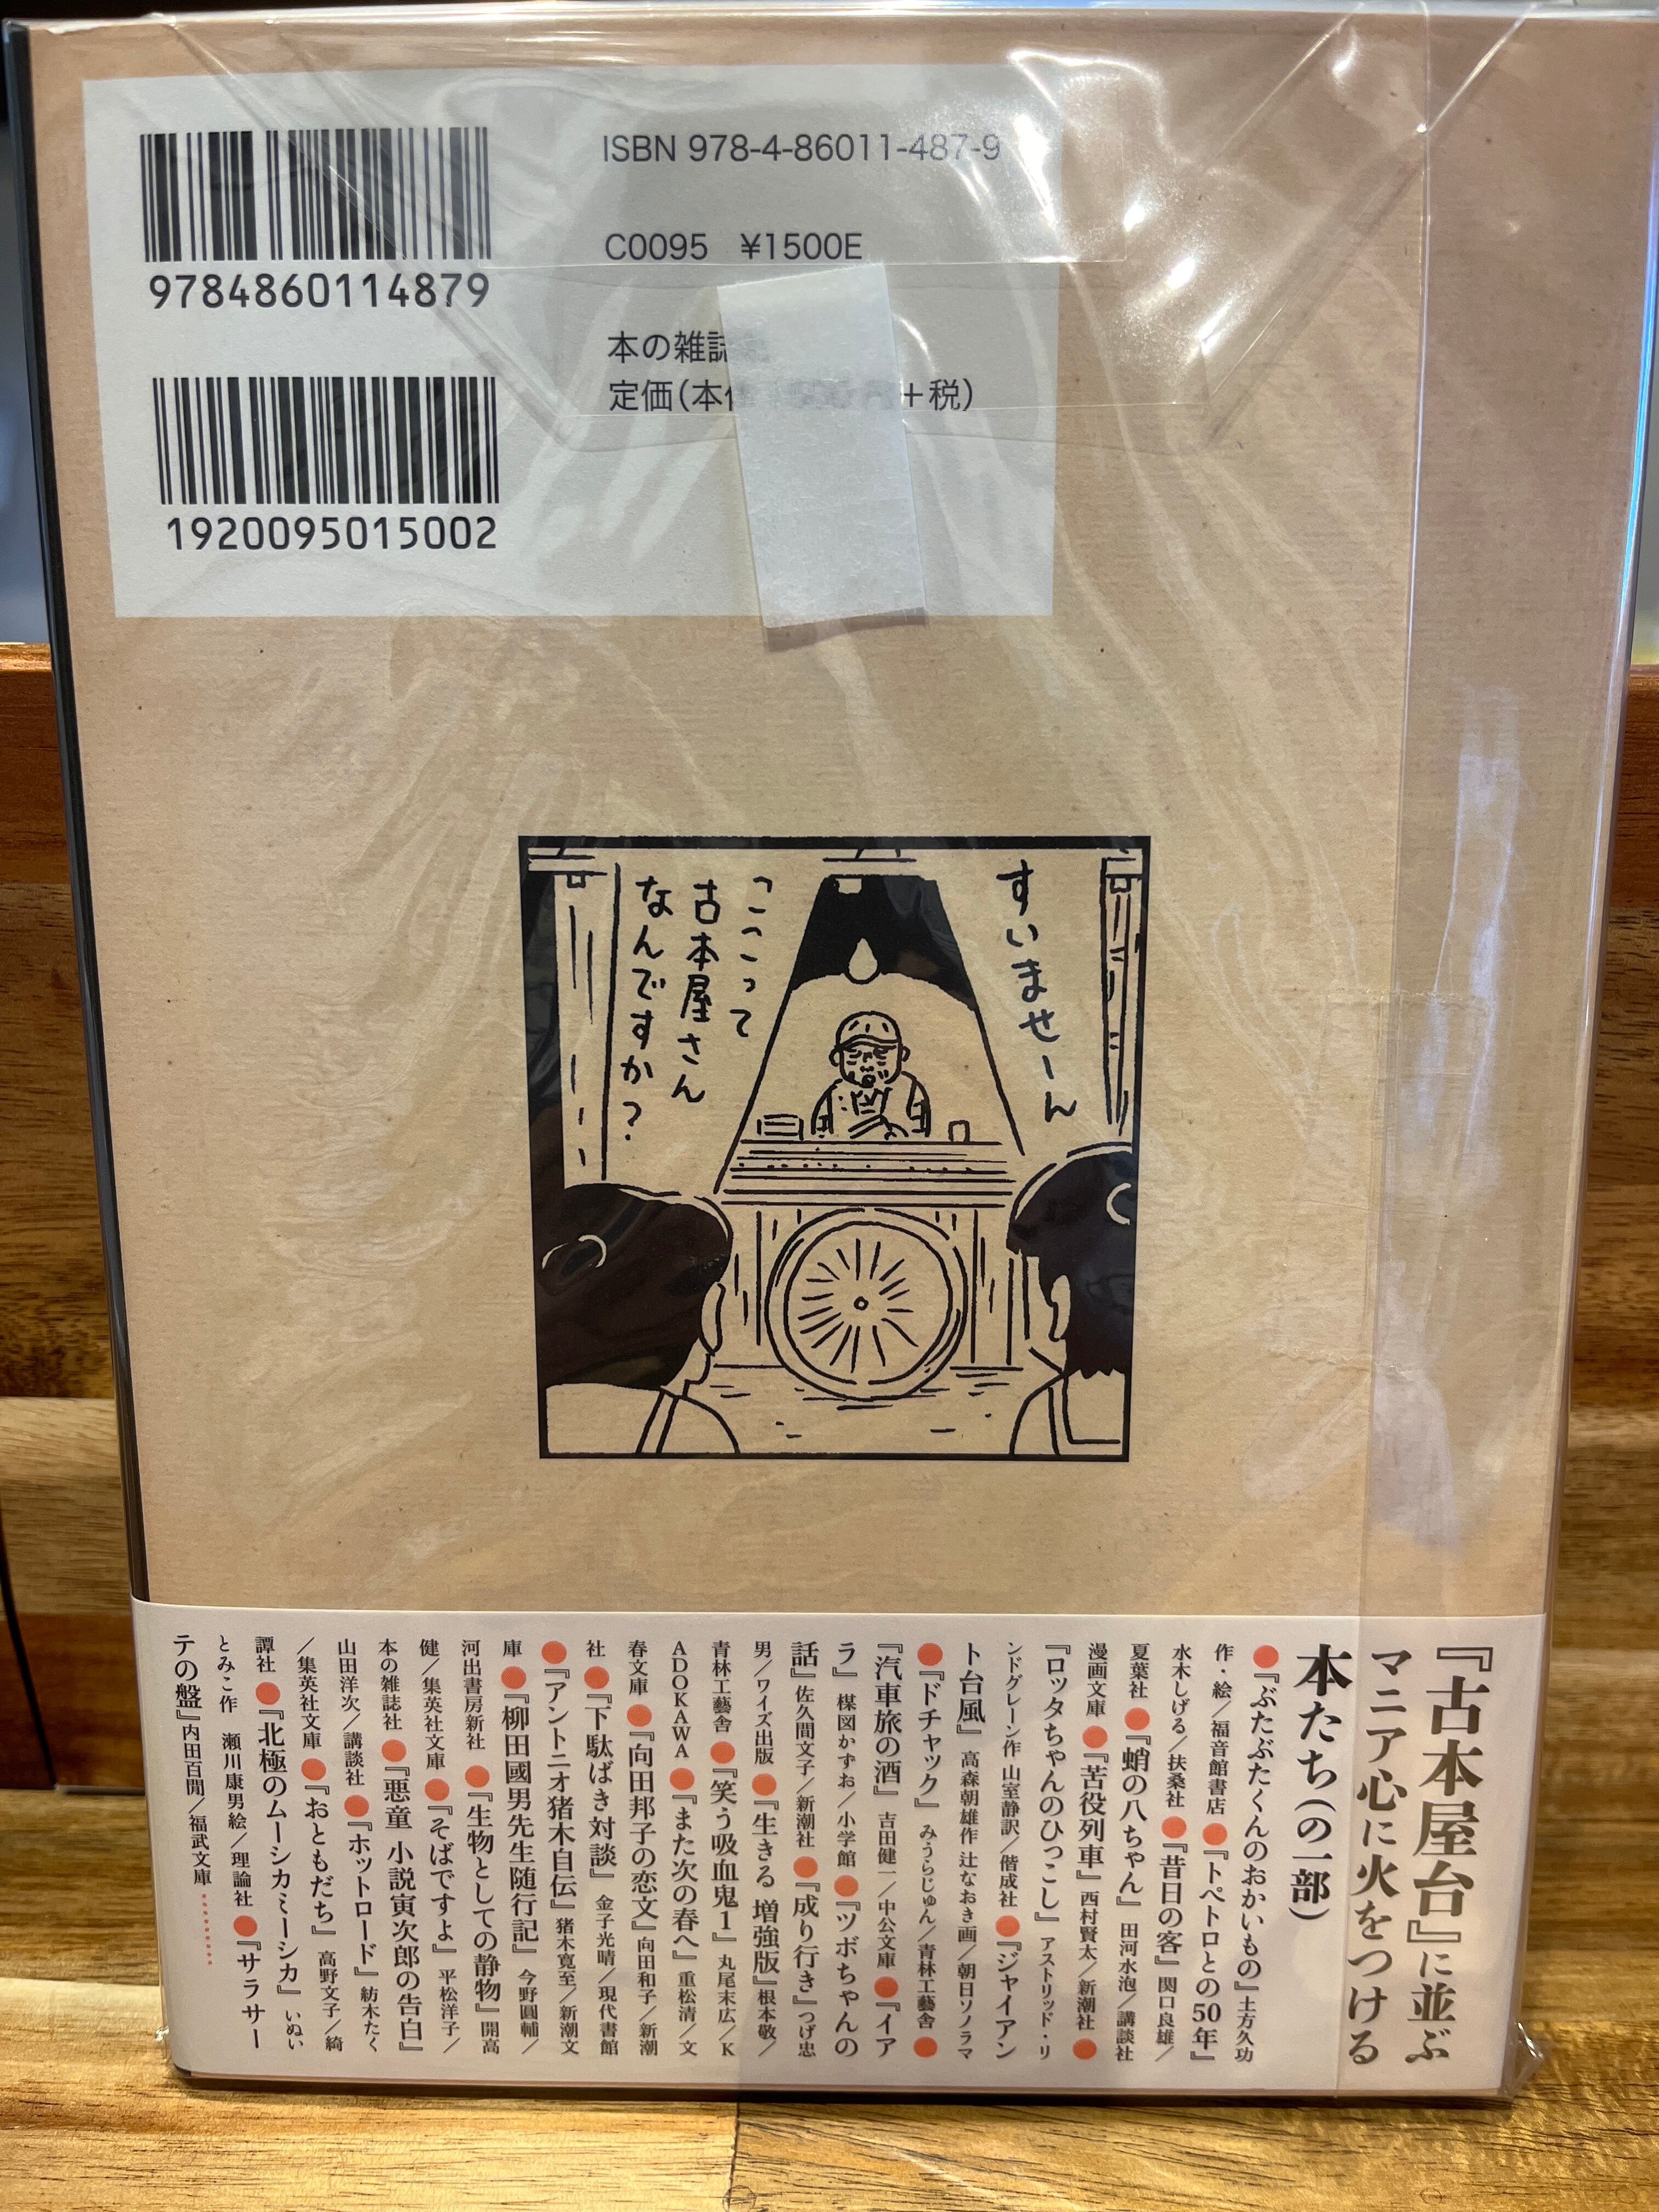 9784860114879
1920095015002
ISBN 978-4-86011-487-9
C0095 ¥1500E
本の雑誌
定価(本体 円+税)
すいませーん
ここって
古本屋さん
なんですか?
『古本屋台』に並ぶ
マニア心に火をつける
本たち(の一部)
●『ぶたぶたくんのおかいもの』土方久功
作・絵/福音館書店 ●『トペトロとの50年』
水木しげる/扶桑社 ●『昔日の客』関口良雄/
夏葉社 ●『蛸の八ちゃん』田河水泡/講談社
漫画文庫 ●『苦役列車』西村賢太/新潮社 ●
『ロッタちゃんのひっこし』アストリッド・リ
ンドグレーン作 山室静訳/偕成社 ●『ジャイアン
ト台風』高森朝雄作 辻なおき画/朝日ソノラマ
●『ドチャック』みうらじゅん/青林工藝舎 ●
『汽車旅の酒』吉田健一/中公文庫 ●『イア
ラ』楳図かずお/小学館 ●『ツボちゃんの
話』佐久間文子/新潮社 ●『成り行き』つげ忠
男/ワイズ出版 ●『生きる 増強版』根本敬/
青林工藝舎 ●『笑う吸血鬼1』丸尾末広/K
ADOKAWA ●『また次の春へ』重松清/文
春文庫 ●『向田邦子の恋文』向田和子/新潮
社 ●『下駄ばき対談』金子光晴/現代書館
●『アントニオ猪木自伝』猪木寛至/新潮文
庫 ●『柳田國男先生随行記』今野圓輔/
河出書房新社 ●『生物としての静物』開高
健/集英社文庫 ●『そばですよ』平松洋子/
本の雑誌社 ●『悪童 小説寅次郎の告白』
山田洋次/講談社 ●『ホットロード』紡木たく
/集英社文庫 ●『おともだち』高野文子/綺
譚社 ●『北極のムーシカミーシカ』いぬい
とみこ作 瀬川康男絵/理論社 ●『サラサー
テの盤』内田百閒/福武文庫………